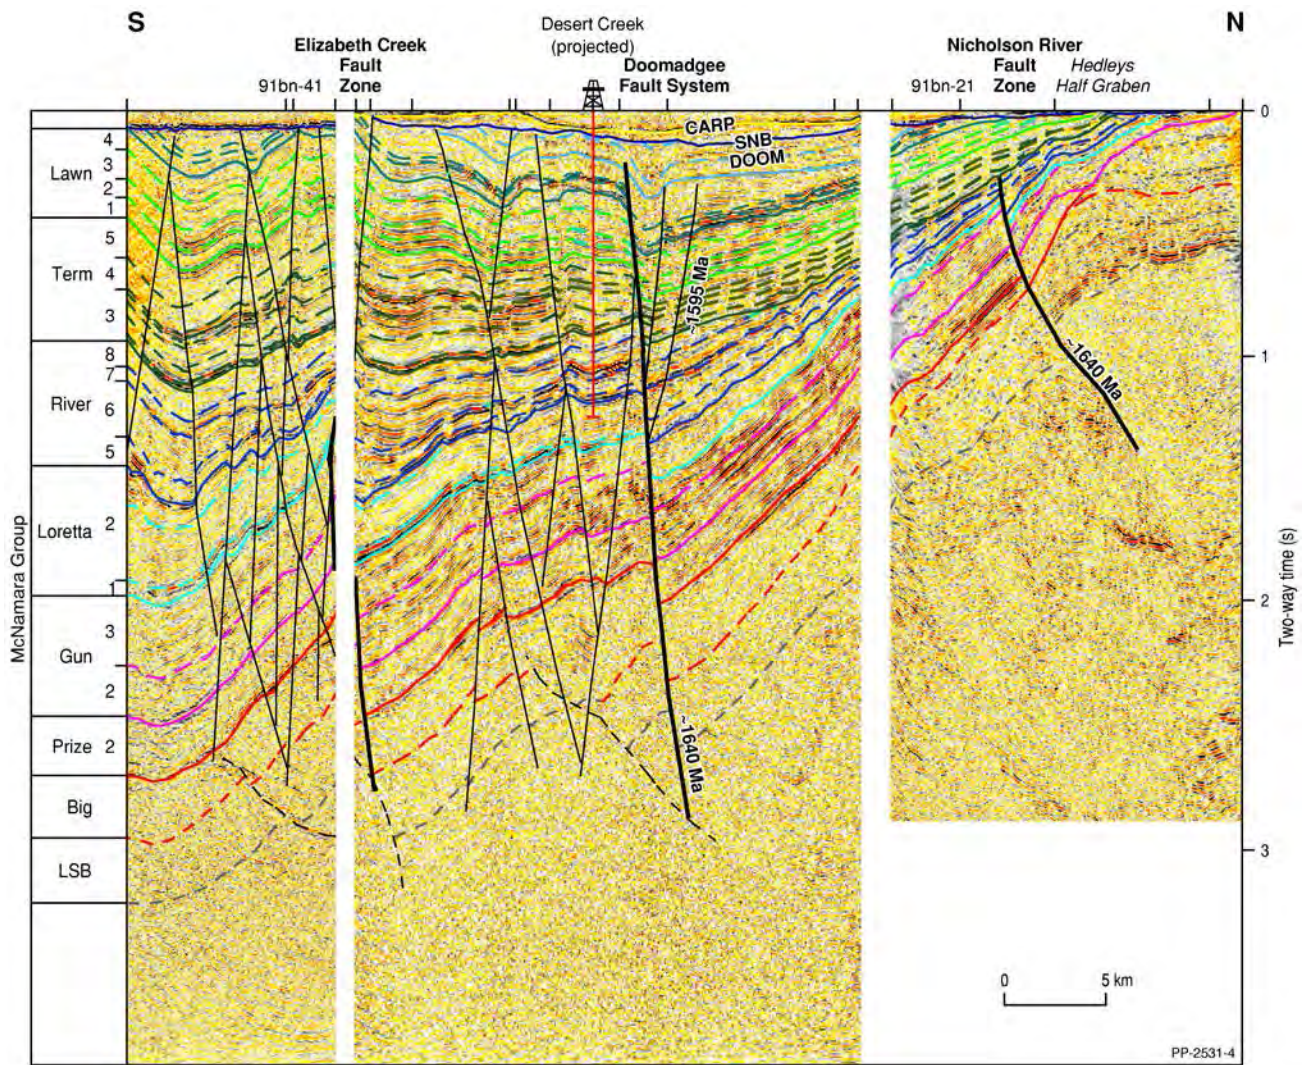 S
N
Desert Creek
(projected)
Elizabeth Creek
Fault
Zone
91bn-41
Doomadgee
Fault System
Nicholson River
Fault
Zone
91bn-21
Hedleys
Half Graben
0
CARP
SNB
DOOM
4
3
Lawn
2
1
5
Term
4
3
~1595 Ma
8
7
River
6
5
1
~1640 Ma
Loretta
2
1
McNamara Group
2
Two-way time (s)
3
Gun
2
Prize
2
~1640 Ma
Big
3
LSB
0
5 km
PP-2531-4